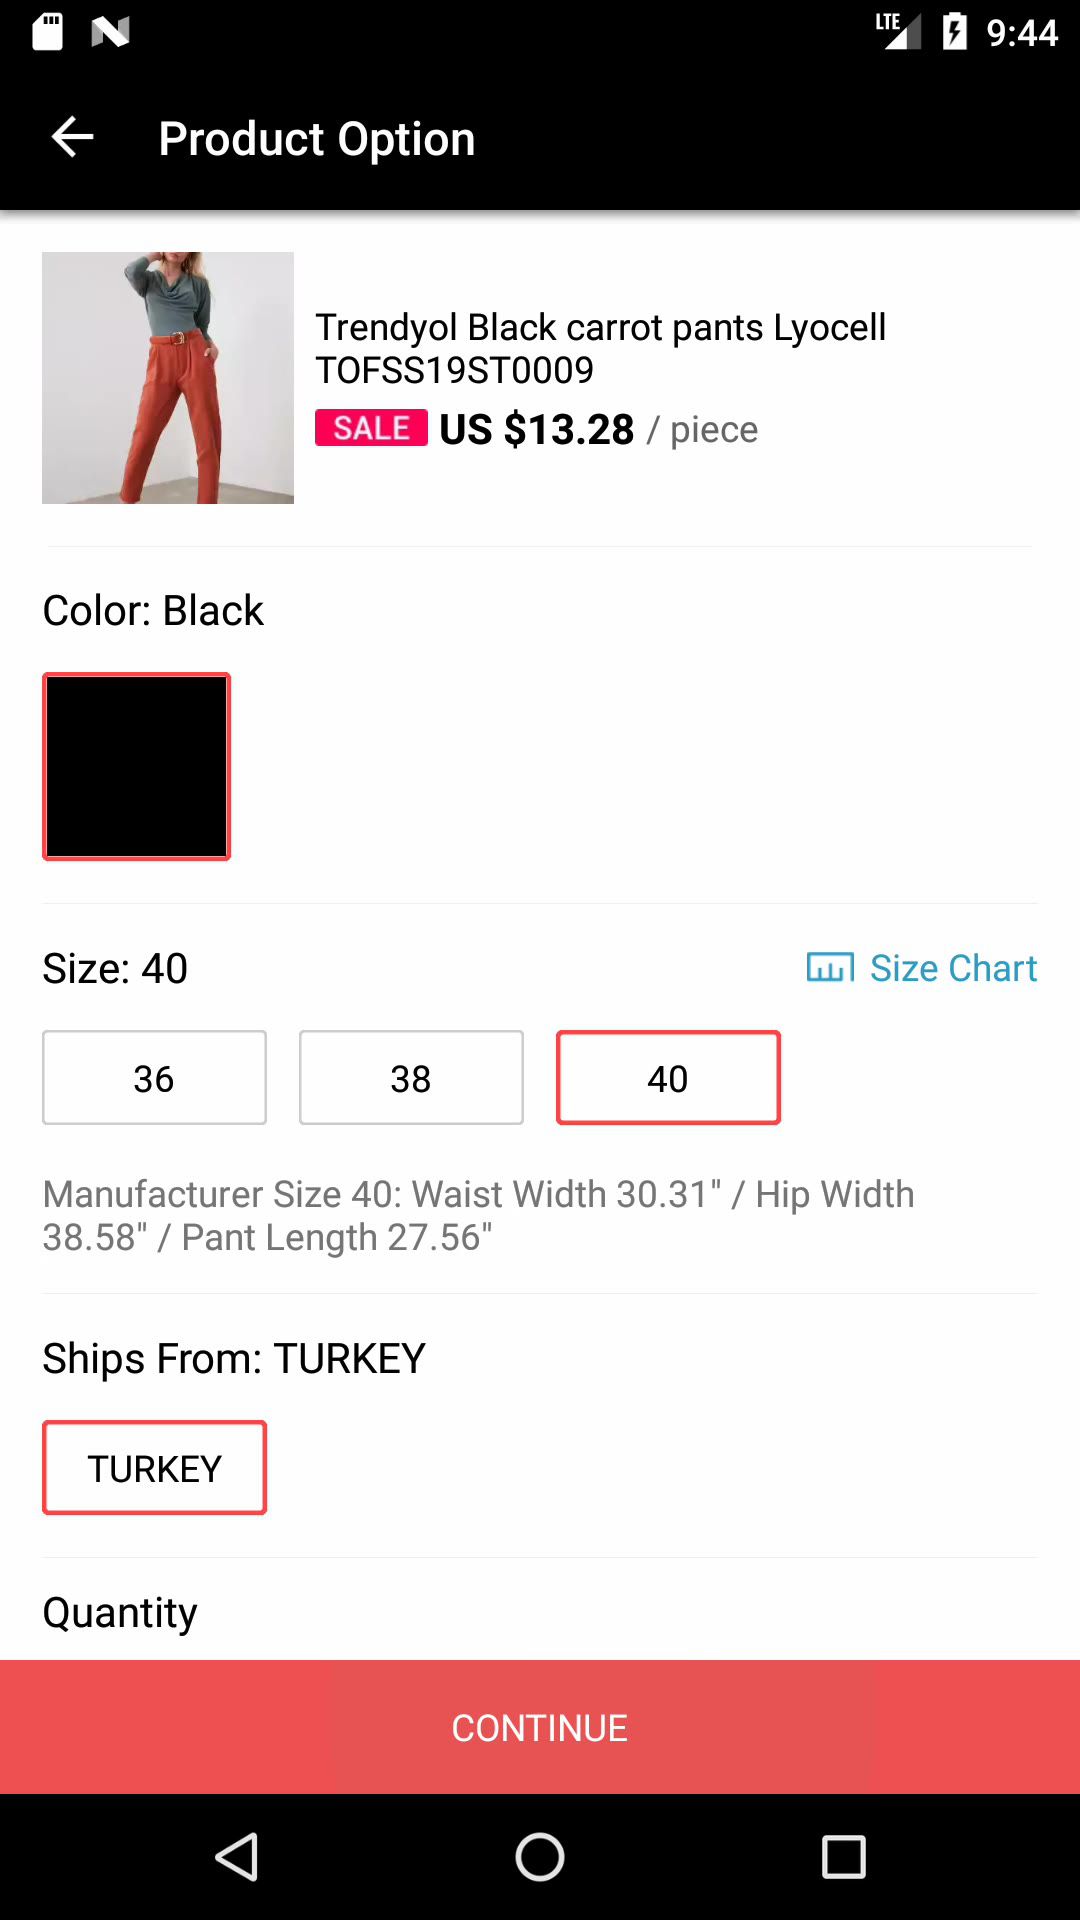 LTE 9:44
Product Option
Trendyol Black carrot pants Lyocell
TOFSS19ST0009
SALE US $13.28 / piece
Color: Black
Size: 40 Size Chart
36 38 40
Manufacturer Size 40: Waist Width 30.31" / Hip Width
38.58" / Pant Length 27.56"
Ships From: TURKEY
TURKEY
Quantity
CONTINUE